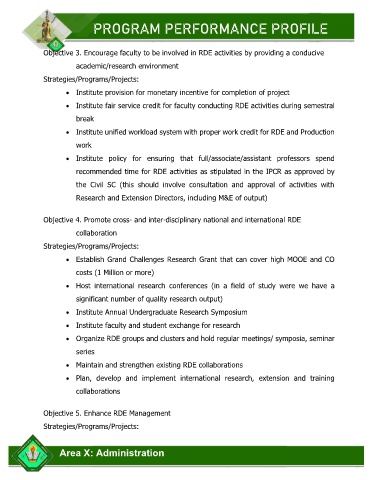 PROGRAM PERFORMANCE PROFILE
Objective 3. Encourage faculty to be involved in RDE activities by providing a conducive
academic/research environment
Strategies/Programs/Projects:
• Institute provision for monetary incentive for completion of project
• Institute fair service credit for faculty conducting RDE activities during semestral
break
• Institute unified workload system with proper work credit for RDE and Production
work
• Institute policy for ensuring that full/associate/assistant professors spend
recommended time for RDE activities as stipulated in the IPCR as approved by
the Civil SC (this should involve consultation and approval of activities with
Research and Extension Directors, including M&E of output)
Objective 4. Promote cross- and inter-disciplinary national and international RDE
collaboration
Strategies/Programs/Projects:
• Establish Grand Challenges Research Grant that can cover high MOOE and CO
costs (1 Million or more)
• Host international research conferences (in a field of study were we have a
significant number of quality research output)
• Institute Annual Undergraduate Research Symposium
• Institute faculty and student exchange for research
• Organize RDE groups and clusters and hold regular meetings/ symposia, seminar
series
• Maintain and strengthen existing RDE collaborations
• Plan, develop and implement international research, extension and training
collaborations
Objective 5. Enhance RDE Management
Strategies/Programs/Projects:
Area X: Administration